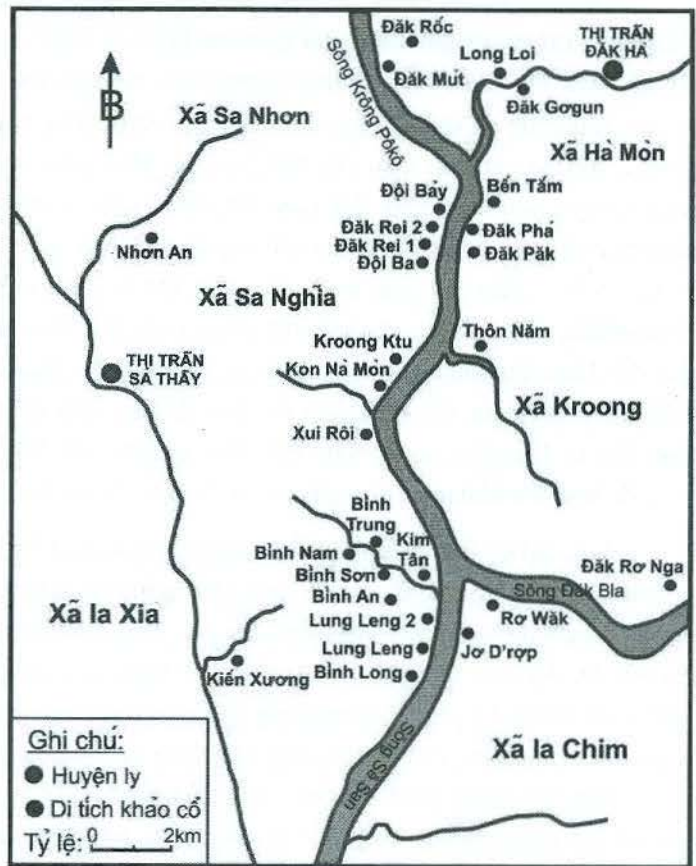 Đăk Rốc
THỊ TRẤN
ĐĂK HÀ
Long Loi
Sông Krông Pôkô
Đăk Mút
Đăk Gơgun
B
Xã Sa Nhơn
Xã Hà Mòn
Bến Tắm
Đội Bảy
Đăk Rei 2
Đăk Phá
Đăk Rei 1
Đăk Păk
Đội Ba
Nhơn An
Xã Sa Nghĩa
Thôn Năm
Kroong Ktu
THỊ TRẤN
SA THẦY
Kon Nà Mòn
Xã Kroong
Xui Rôi
Bình
Trung
Kim
Tân
Bình Nam
Đăk Rơ Nga
Bình Sơn
Sông Đăk Bla
Bình An
Xã Ia Xia
Rơ Wăk
Lung Leng 2
Lung Leng
Jơ D'rợp
Kiến Xương
Bình Long
Sông Sa San
Xã Ia Chim
Ghi chú:
Huyện lỵ
Di tích khảo cổ
Tỷ lệ: 0 2km